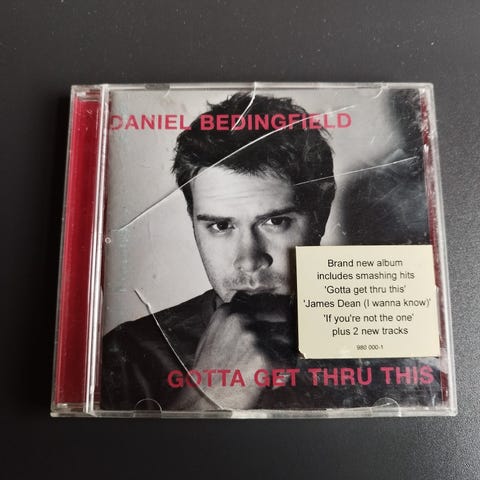 DANIEL BEDINGFIELD
Brand new album
includes smashing hits
'Gotta get thru this'
'James Dean (I wanna know)'
'If you're not the one'
plus 2 new tracks
980 000-1
GOTTA GET THRU THIS